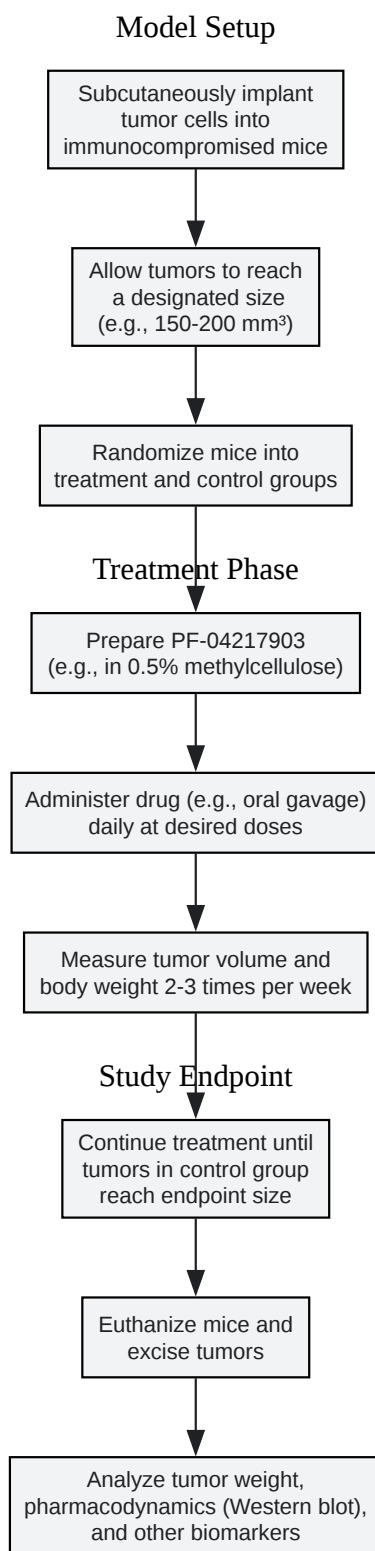 Model Setup
Subcutaneously implant
tumor cells into
immunocompromised mice
Allow tumors to reach
a designated size
(e.g., 150-200 mm³)
Randomize mice into
treatment and control groups
Treatment Phase
Prepare PF-04217903
(e.g., in 0.5% methylcellulose)
Administer drug (e.g., oral gavage)
daily at desired doses
Measure tumor volume and
body weight 2-3 times per week
Study Endpoint
Continue treatment until
tumors in control group
reach endpoint size
Euthanize mice and
excise tumors
Analyze tumor weight,
pharmacodynamics (Western blot),
and other biomarkers